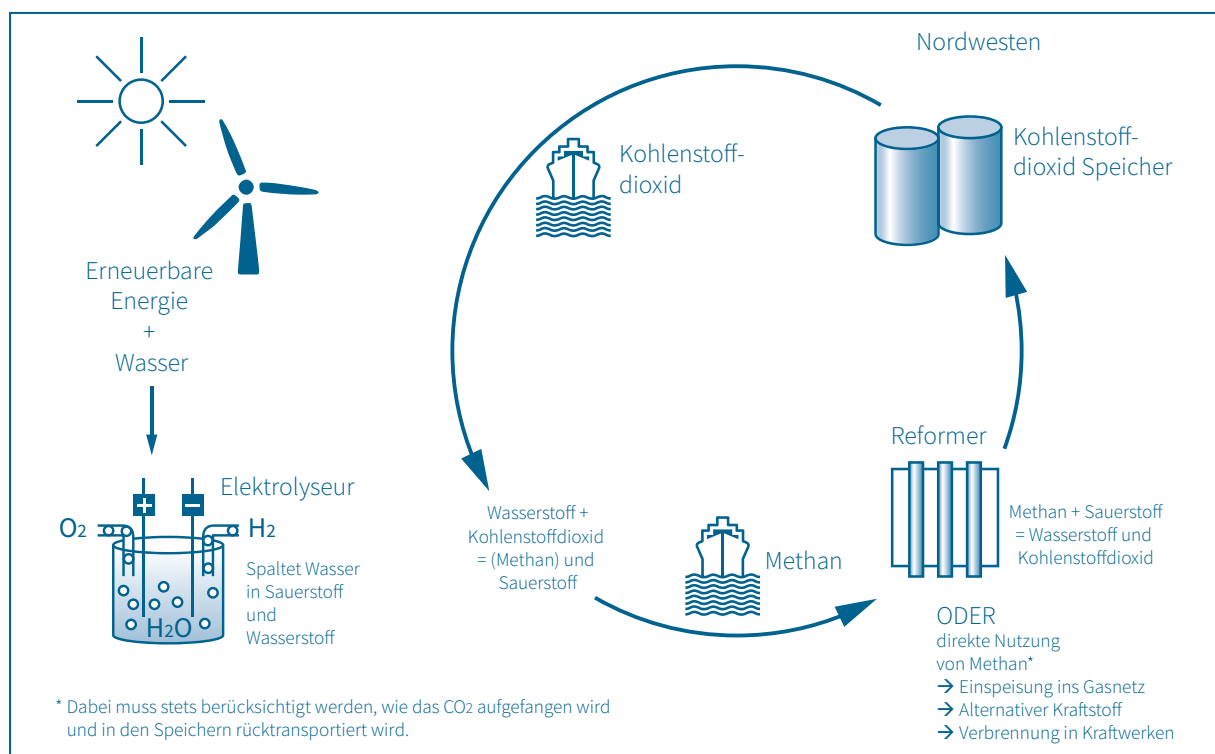 Nordwesten
Kohlenstoff-
dioxid
Kohlenstoff-
dioxid Speicher
Erneuerbare
Energie
+
Wasser
Elektrolyseur
+
–
O2
H2
H2O
Spaltet Wasser
in Sauerstoff
und
Wasserstoff
Wasserstoff +
Kohlenstoffdioxid
= (Methan) und
Sauerstoff
Methan
Reformer
Methan + Sauerstoff
= Wasserstoff und
Kohlenstoffdioxid
ODER
direkte Nutzung
von Methan*
→ Einspeisung ins Gasnetz
→ Alternativer Kraftstoff
→ Verbrennung in Kraftwerken
* Dabei muss stets berücksichtigt werden, wie das CO2 aufgefangen wird
und in den Speichern rücktransportiert wird.